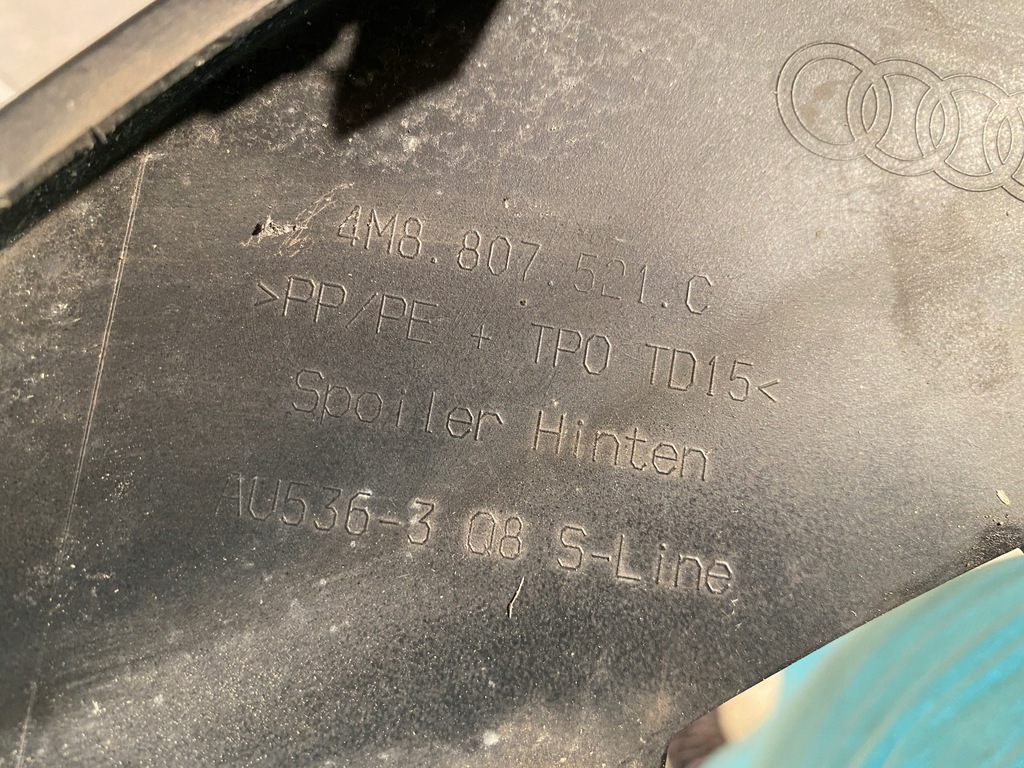 4M8.807.521.C
>PP/PE + TPO TD15<
Spoiler Hinten
AU536-3 Q8 S-Line